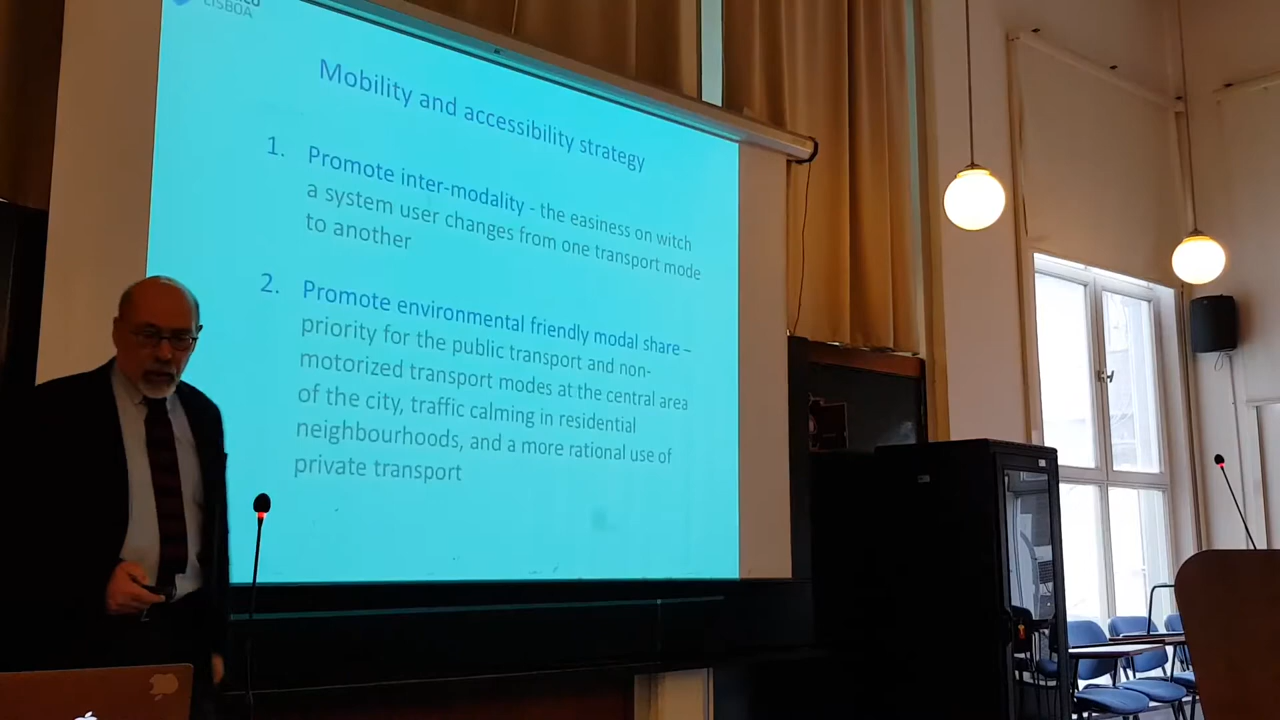 LISBOA
Mobility and accessibility strategy
1. Promote inter-modality - the easiness on witch
a system user changes from one transport mode
to another
2. Promote environmental friendly modal share –
priority for the public transport and non-
motorized transport modes at the central area
of the city, traffic calming in residential
neighbourhoods, and a more rational use of
private transport